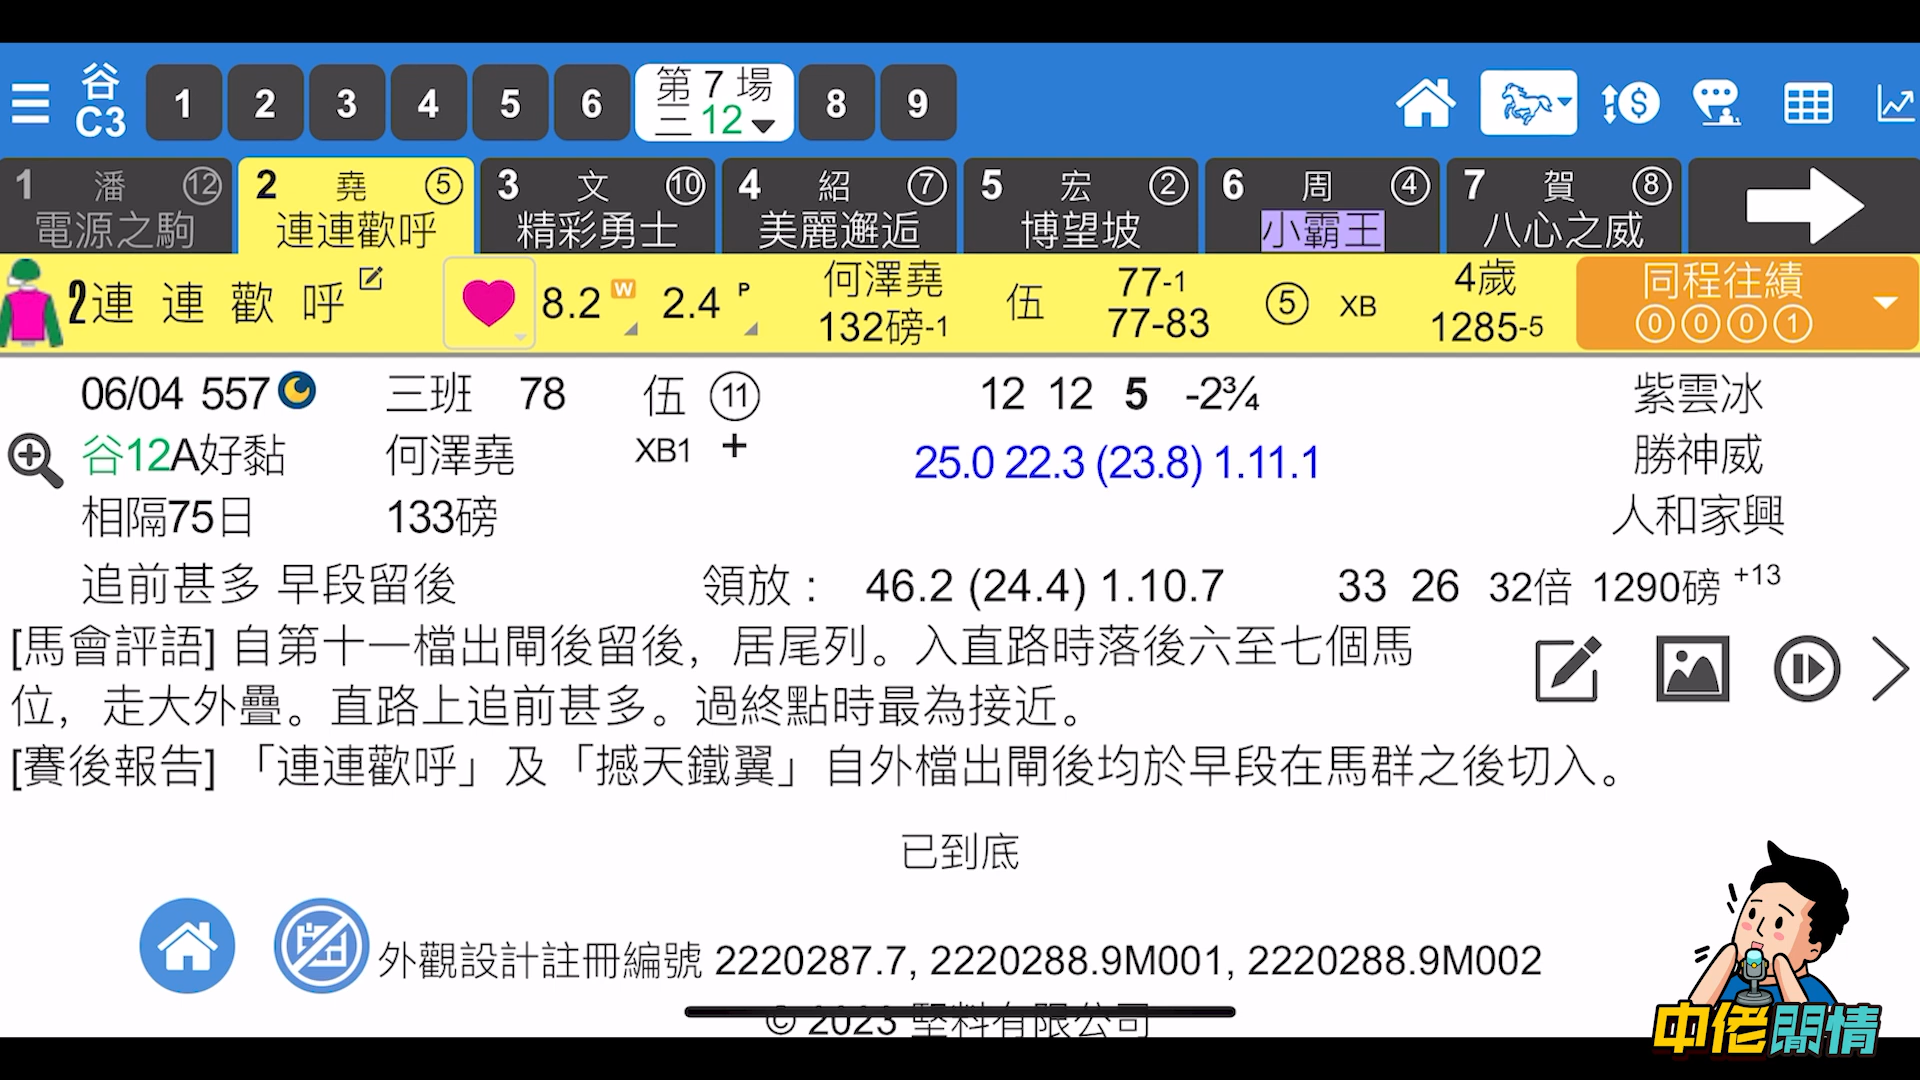 谷
C3
1 2 3 4 5 6 第 7 場 三 12 8 9
1 潘 12 電源之駒
2 堯 5 連連歡呼
3 文 10 精彩勇士
4 紹 7 美麗邂逅
5 宏 2 博望坡
6 周 4 小霸王
7 賀 8 八心之威
2 連連歡呼 8.2 W 2.4 P 何澤堯 132磅-1 伍 77-1 77-83 5 XB 4歲 1285-5 同程往績 0 0 0 1
06/04 557 三班 78 伍 11 12 12 5 -2¾ 紫雲冰
谷12A好黏 何澤堯 XB1 + 25.0 22.3 (23.8) 1.11.1 勝神威
相隔75日 133磅 人和家興
追前甚多 早段留後 領放： 46.2 (24.4) 1.10.7 33 26 32倍 1290磅 +13
[馬會評語] 自第十一檔出閘後留後，居尾列。入直路時落後六至七個馬
位，走大外疊。直路上追前甚多。過終點時最為接近。
[賽後報告] 「連連歡呼」及「撼天鐵翼」自外檔出閘後均於早段在馬群之後切入。
已到底
外觀設計註冊編號 2220287.7, 2220288.9M001, 2220288.9M002
© 2023 堅料有限公司
中佬閒情